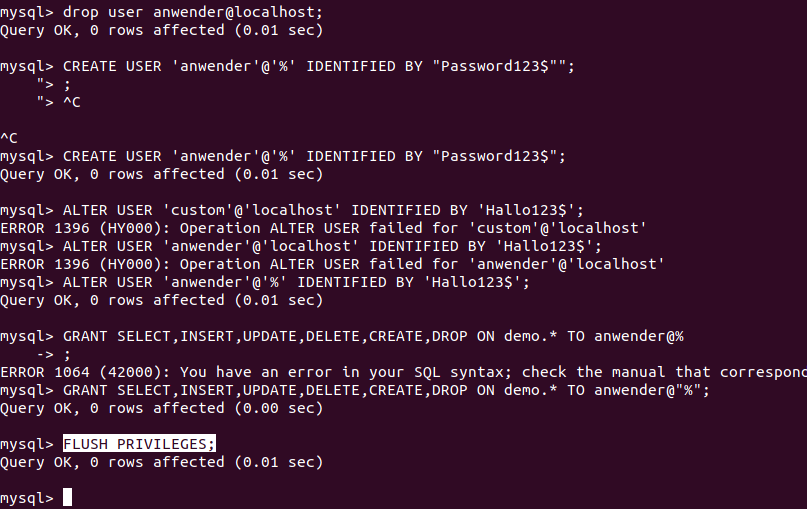 mysql> drop user anwender@localhost;
Query OK, 0 rows affected (0.01 sec)
mysql> CREATE USER 'anwender'@'%' IDENTIFIED BY "Password123$"";
"> ;
"> ^C
^C
mysql> CREATE USER 'anwender'@'%' IDENTIFIED BY "Password123$";
Query OK, 0 rows affected (0.01 sec)
mysql> ALTER USER 'custom'@'localhost' IDENTIFIED BY 'Hallo123$';
ERROR 1396 (HY000): Operation ALTER USER failed for 'custom'@'localhost'
mysql> ALTER USER 'anwender'@'localhost' IDENTIFIED BY 'Hallo123$';
ERROR 1396 (HY000): Operation ALTER USER failed for 'anwender'@'localhost'
mysql> ALTER USER 'anwender'@'%' IDENTIFIED BY 'Hallo123$';
Query OK, 0 rows affected (0.01 sec)
mysql> GRANT SELECT,INSERT,UPDATE,DELETE,CREATE,DROP ON demo.* TO anwender@%
-> ;
ERROR 1064 (42000): You have an error in your SQL syntax; check the manual that correspond
mysql> GRANT SELECT,INSERT,UPDATE,DELETE,CREATE,DROP ON demo.* TO anwender@"%";
Query OK, 0 rows affected (0.00 sec)
mysql> FLUSH PRIVILEGES;
Query OK, 0 rows affected (0.01 sec)
mysql>